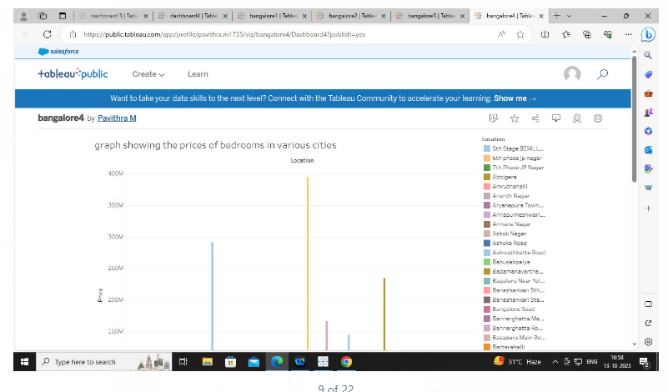 dashboard 3 | Table
dashboard4 | Table
bangalore1 | Table
bangalore2 | Table
bangalore3 | Table
bangalore4 | Table
https://public.tableau.com/app/profile/pavithra.m1735/viz/bangalore4/Dashboard4?publish=yes
salesforce
+ableau public Create Learn
Want to take your data skills to the next level? Connect with the Tableau Community to accelerate your learning. Show me →
bangalore4 by Pavithra M
graph showing the prices of bedrooms in various cities
Location
400M
350M
300M
250M
200M
150M
Price
Location
5th Stage BEML L...
6th phase jp nagar
7th Phase JP Nagar
Abbigere
Amruthahalli
Ananth Nagar
Anjanapura Town...
Annapurneshwari...
Armane Nagar
Ashok Nagar
Ashoka Road
Ashwathkatte Road
Babusabpalya
Badamanavarthe...
Bagalure Near Yel...
Banashankari 5th...
Banashankari Sta...
Bangalore Road
Bannerghatta Ma...
Bannerghatta Ro...
Basapura Main Ro...
Battarahalli
Type here to search
31°C Haze
ENG
16:58
13-10-2023
9 of 22